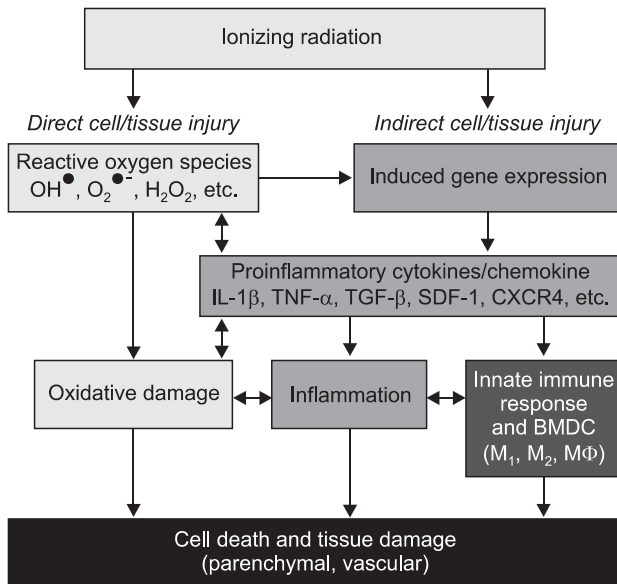 Ionizing radiation
Direct cell/tissue injury
Indirect cell/tissue injury
Reactive oxygen species
OH●, O₂●-, H₂O₂, etc.
Induced gene expression
Proinflammatory cytokines/chemokine
IL-1β, TNF-α, TGF-β, SDF-1, CXCR4, etc.
Oxidative damage
Inflammation
Innate immune
response
and BMDC
(M₁, M₂, MΦ)
Cell death and tissue damage
(parenchymal, vascular)